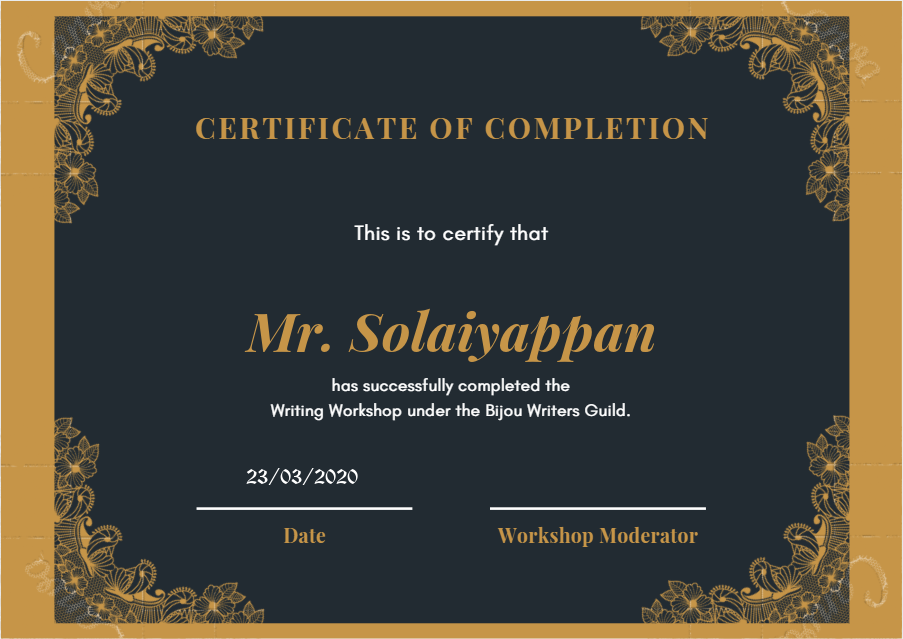 CERTIFICATE OF COMPLETION
This is to certify that
Mr. Solaiyappan
has successfully completed the
Writing Workshop under the Bijou Writers Guild.
23/03/2020
Date
Workshop Moderator